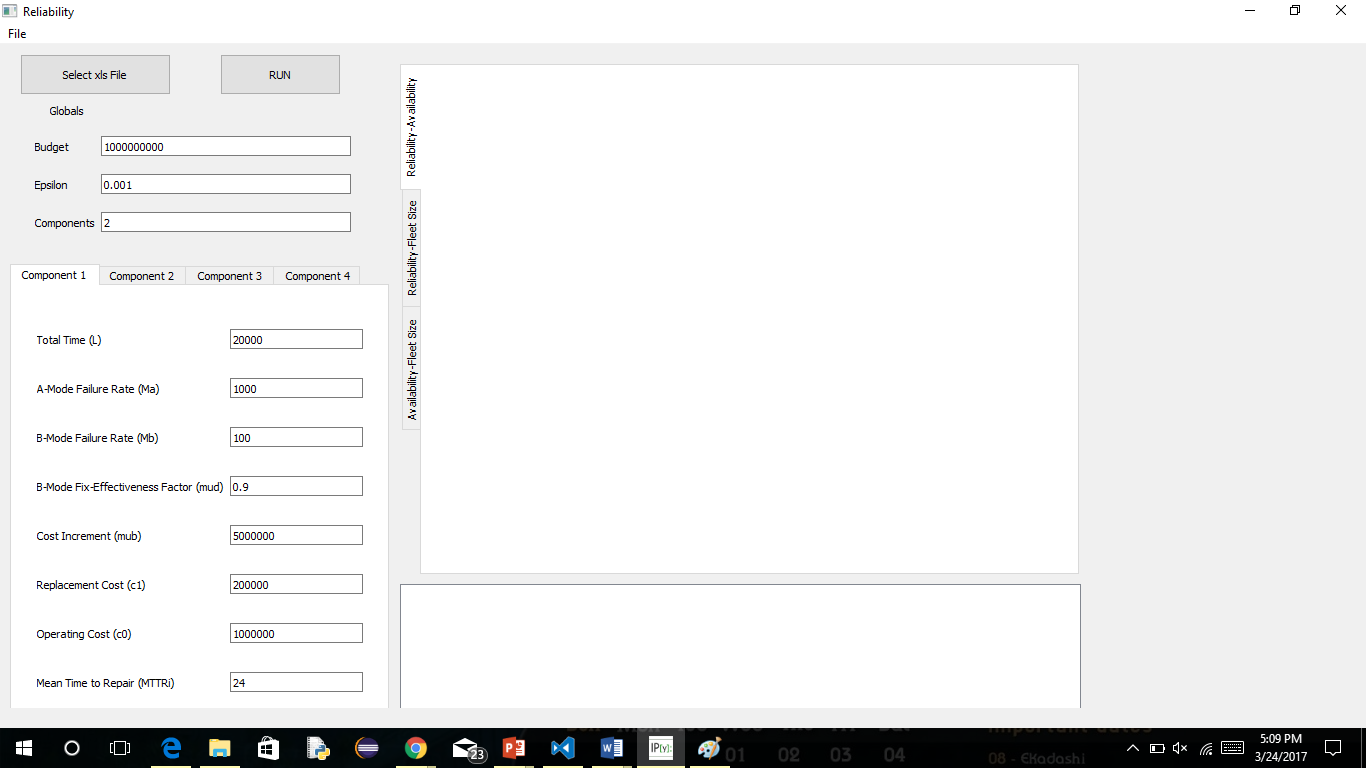 Reliability
File
Select xls File
RUN
Globals
Budget 1000000000
Epsilon 0.001
Components 2
Component 1 Component 2 Component 3 Component 4
Total Time (L) 20000
A-Mode Failure Rate (Ma) 1000
B-Mode Failure Rate (Mb) 100
B-Mode Fix-Effectiveness Factor (mud) 0.9
Cost Increment (mub) 5000000
Replacement Cost (c1) 200000
Operating Cost (c0) 1000000
Mean Time to Repair (MTTRi) 24
Reliability-Availability
Reliability-Fleet Size
Availability-Fleet Size
23
IP[y]:
01 02 03 04
Important dates
08 - Ekadashi
5:09 PM
3/24/2017